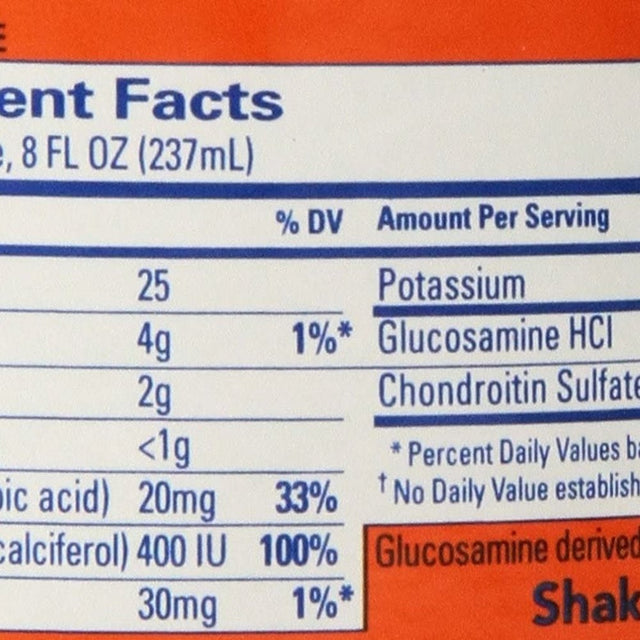 E
ent Facts
e, 8 FL OZ (237mL)
% DV
25
4g 1%*
2g
<1g
bic acid) 20mg 33%
calciferol) 400 IU 100%
30mg 1%*
Amount Per Serving
Potassium
Glucosamine HCl
Chondroitin Sulfate
* Percent Daily Values ba
† No Daily Value establish
Glucosamine derived
Shak